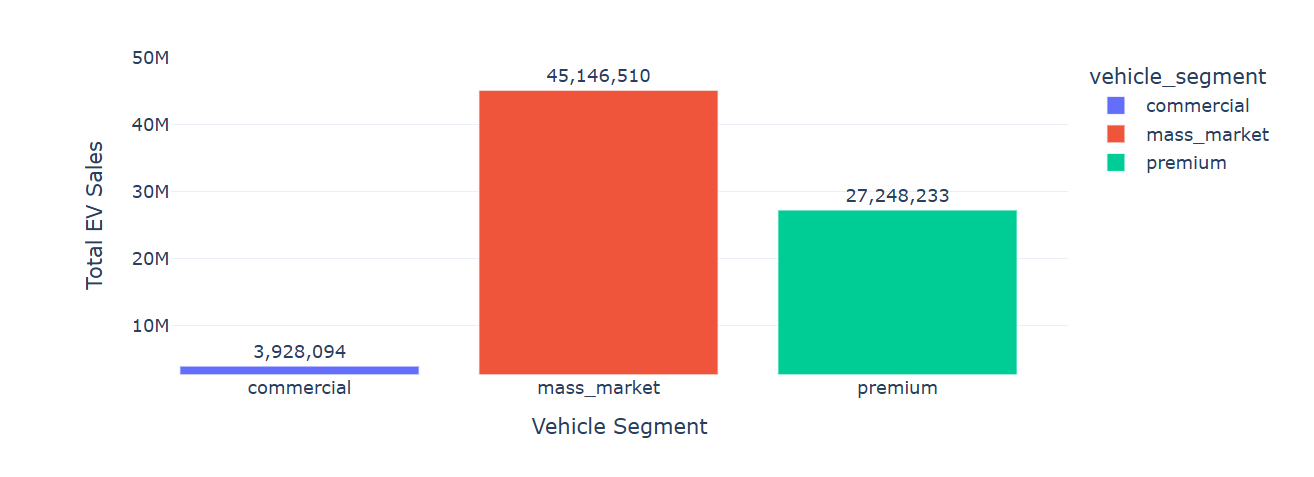 50M
40M
30M
20M
10M
Total EV Sales
3,928,094
45,146,510
27,248,233
commercial
mass_market
premium
Vehicle Segment
vehicle_segment
commercial
mass_market
premium